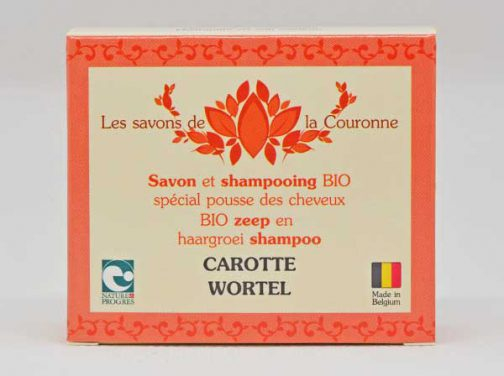 Les savons de la Couronne
Savon et shampooing BIO
spécial pousse des cheveux
BIO zeep en
haargroei shampoo
CAROTTE
WORTEL
NATURE &
PROGRES
Made in
Belgium